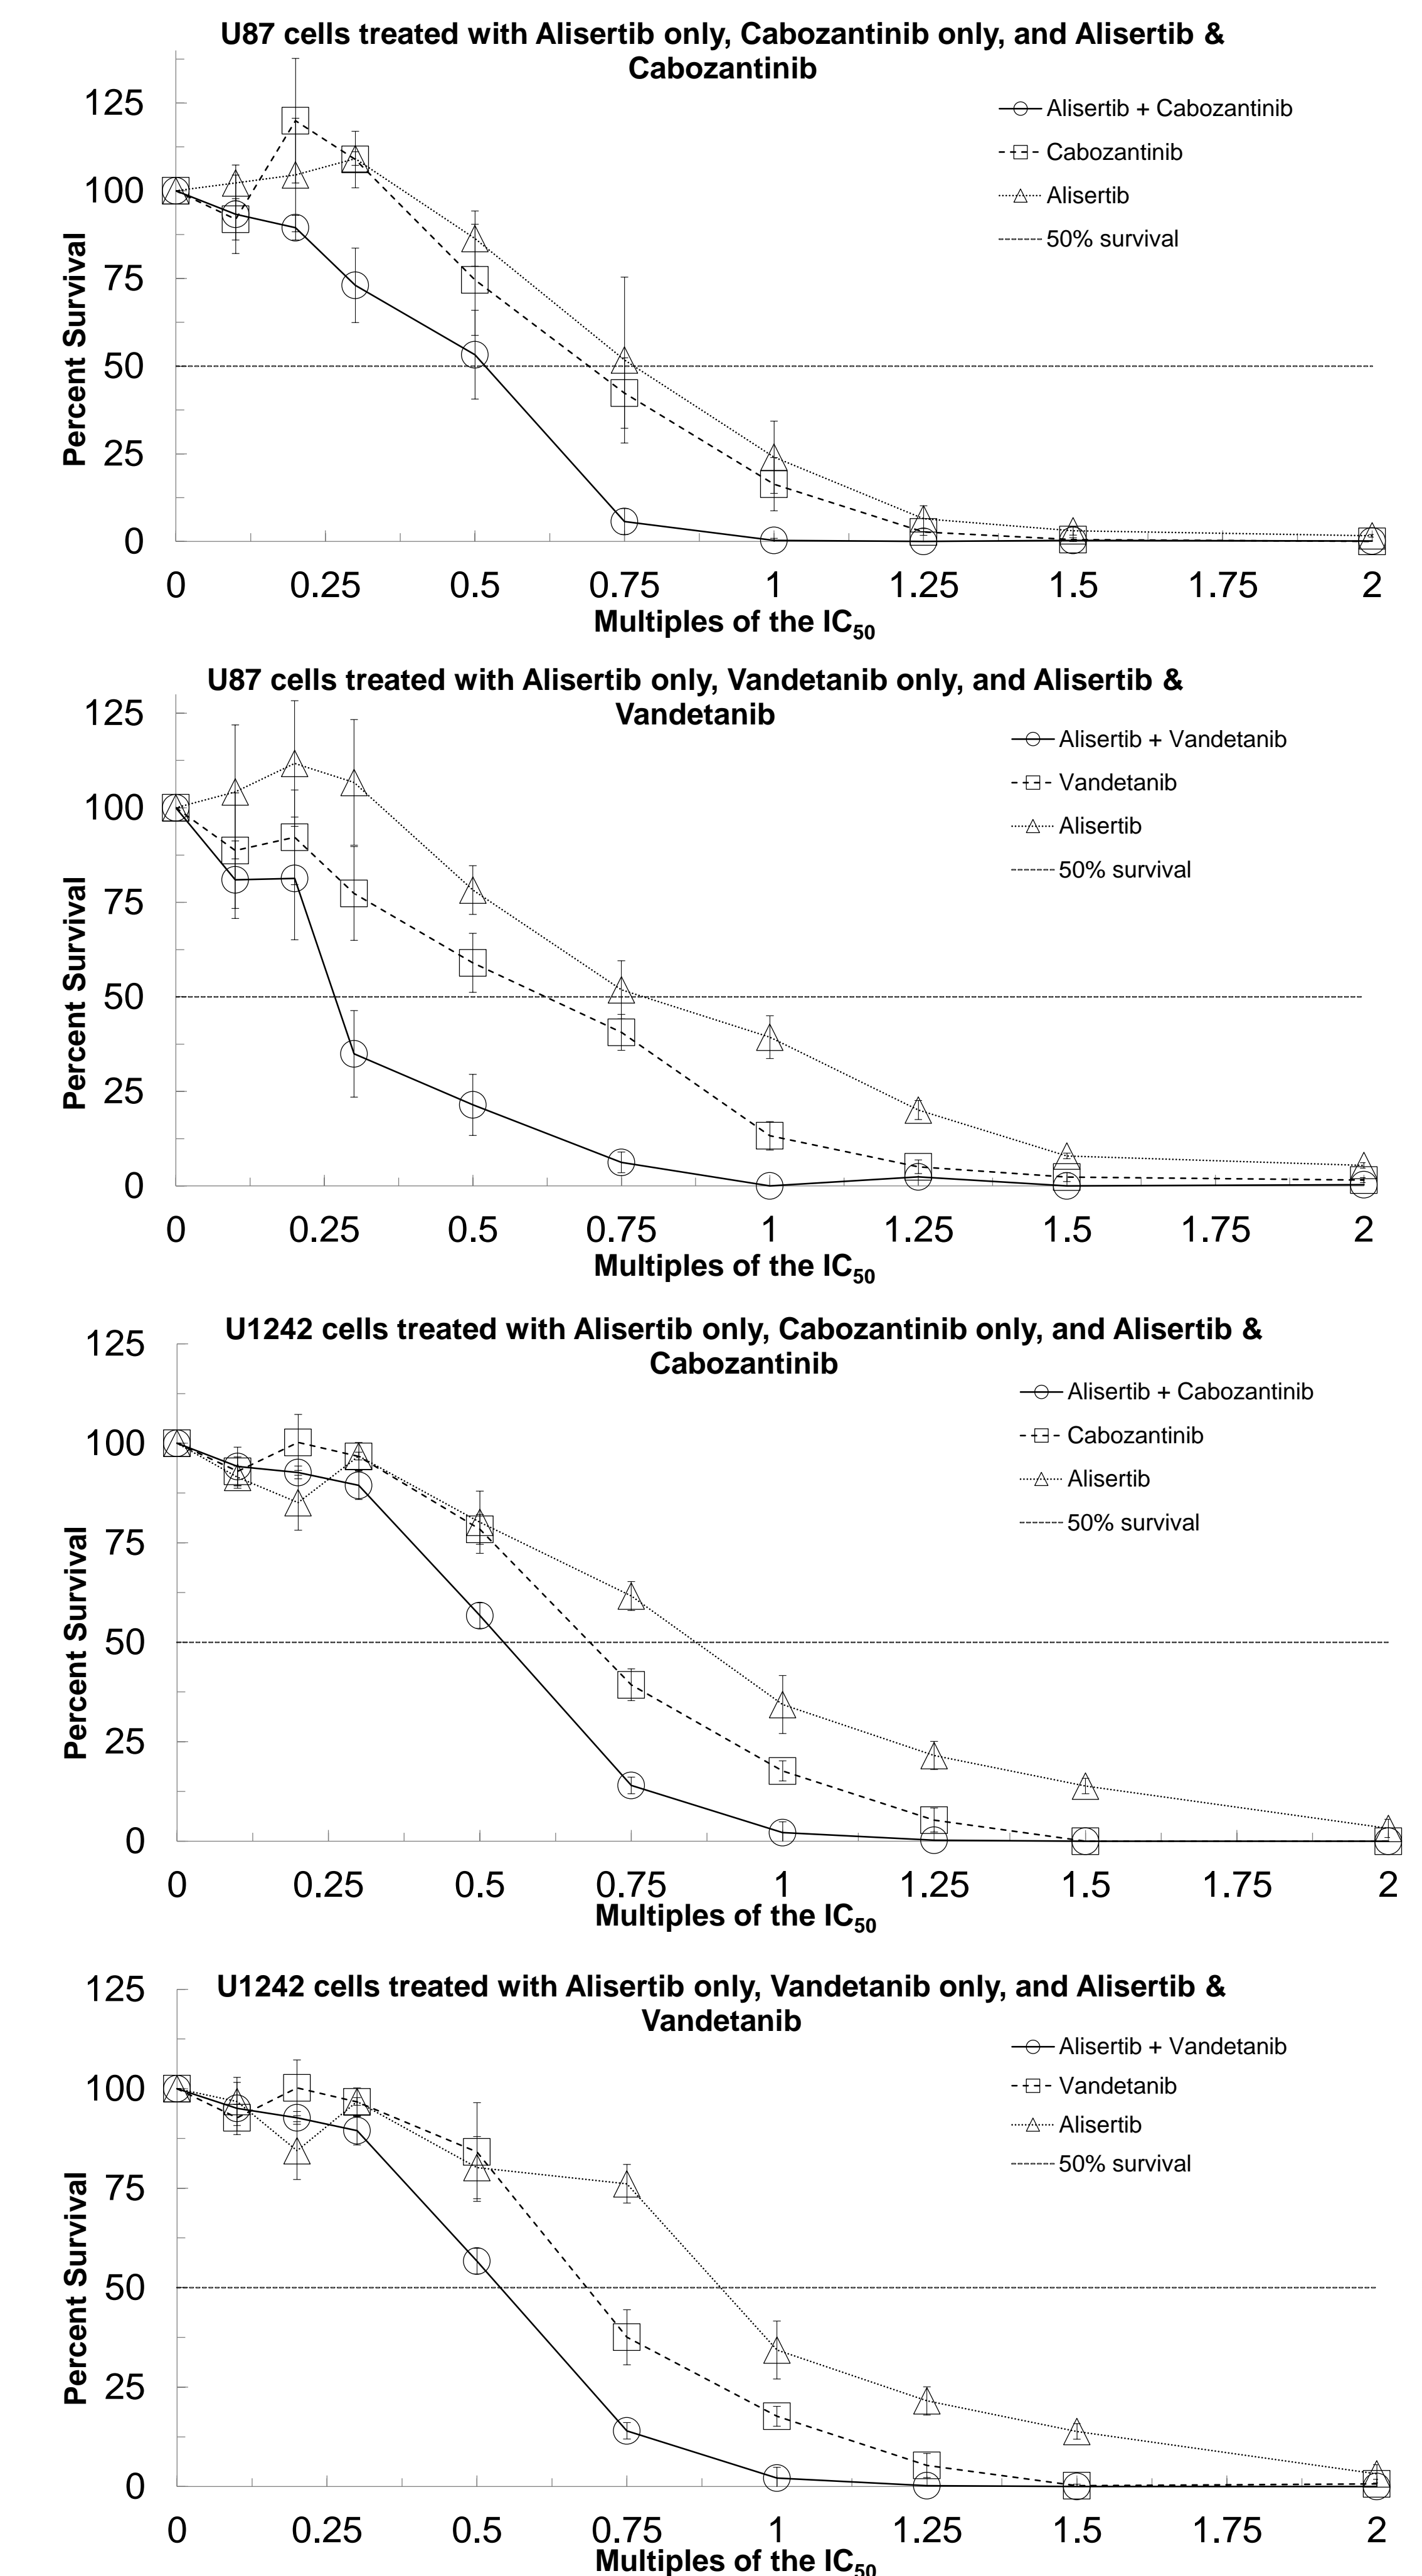 U87 cells treated with Alisertib only, Cabozantinib only, and Alisertib &
Cabozantinib
125
100
75
50
25
0
Percent Survival
Alisertib + Cabozantinib
Cabozantinib
Alisertib
50% survival
0 0.25 0.5 0.75 1 1.25 1.5 1.75 2
Multiples of the IC50
U87 cells treated with Alisertib only, Vandetanib only, and Alisertib &
Vandetanib
125
100
75
50
25
0
Percent Survival
Alisertib + Vandetanib
Vandetanib
Alisertib
50% survival
0 0.25 0.5 0.75 1 1.25 1.5 1.75 2
Multiples of the IC50
U1242 cells treated with Alisertib only, Cabozantinib only, and Alisertib &
Cabozantinib
125
100
75
50
25
0
Percent Survival
Alisertib + Cabozantinib
Cabozantinib
Alisertib
50% survival
0 0.25 0.5 0.75 1 1.25 1.5 1.75 2
Multiples of the IC50
U1242 cells treated with Alisertib only, Vandetanib only, and Alisertib &
Vandetanib
125
100
75
50
25
0
Percent Survival
Alisertib + Vandetanib
Vandetanib
Alisertib
50% survival
0 0.25 0.5 0.75 1 1.25 1.5 1.75 2
Multiples of the IC50